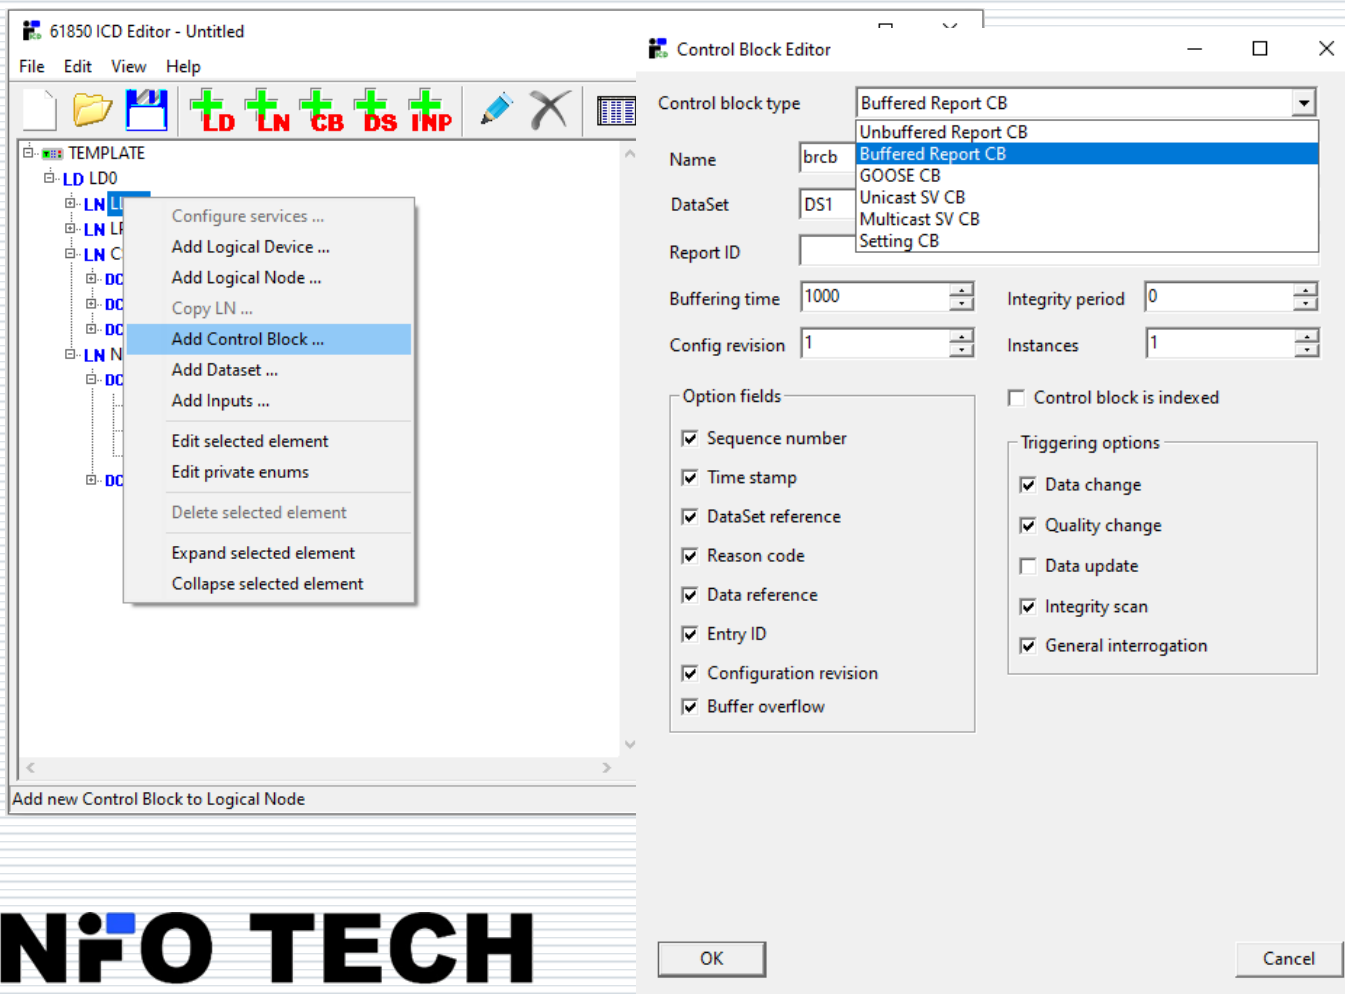 61850 ICD Editor - Untitled
File Edit View Help
LD LN CB DS INP
TEMPLATE
LD LD0
LN
LN
LN
DC
DC
DC
LN
DC
DC
Configure services ...
Add Logical Device ...
Add Logical Node ...
Copy LN ...
Add Control Block ...
Add Dataset ...
Add Inputs ...
Edit selected element
Edit private enums
Delete selected element
Expand selected element
Collapse selected element
Add new Control Block to Logical Node
Control Block Editor
Control block type Buffered Report CB
Unbuffered Report CB
Buffered Report CB
GOOSE CB
Unicast SV CB
Multicast SV CB
Setting CB
Name brcb
DataSet DS1
Report ID
Buffering time 1000 Integrity period 0
Config revision 1 Instances 1
Option fields
Sequence number
Time stamp
DataSet reference
Reason code
Data reference
Entry ID
Configuration revision
Buffer overflow
Control block is indexed
Triggering options
Data change
Quality change
Data update
Integrity scan
General interrogation
OK Cancel
NFO TECH